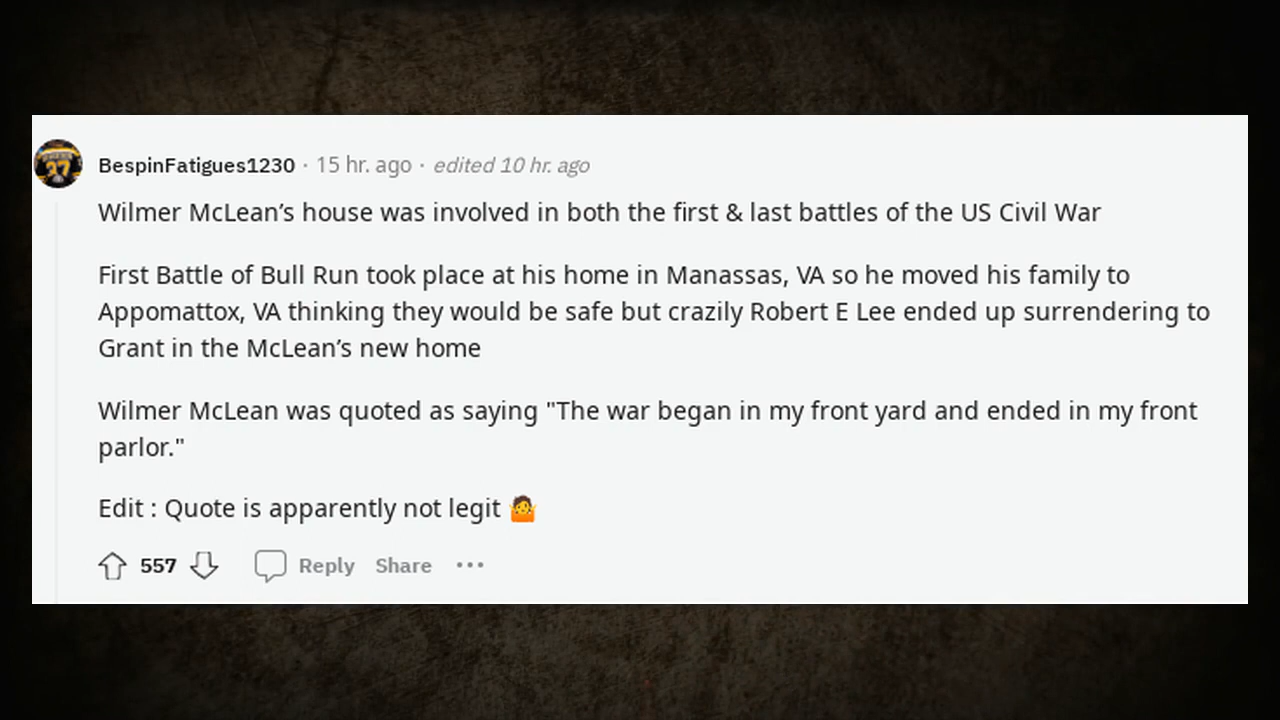 BespinFatigues1230 · 15 hr. ago · edited 10 hr. ago
Wilmer McLean’s house was involved in both the first & last battles of the US Civil War
First Battle of Bull Run took place at his home in Manassas, VA so he moved his family to
Appomattox, VA thinking they would be safe but crazily Robert E Lee ended up surrendering to
Grant in the McLean’s new home
Wilmer McLean was quoted as saying "The war began in my front yard and ended in my front
parlor."
Edit : Quote is apparently not legit 🤷
557 Reply Share ···